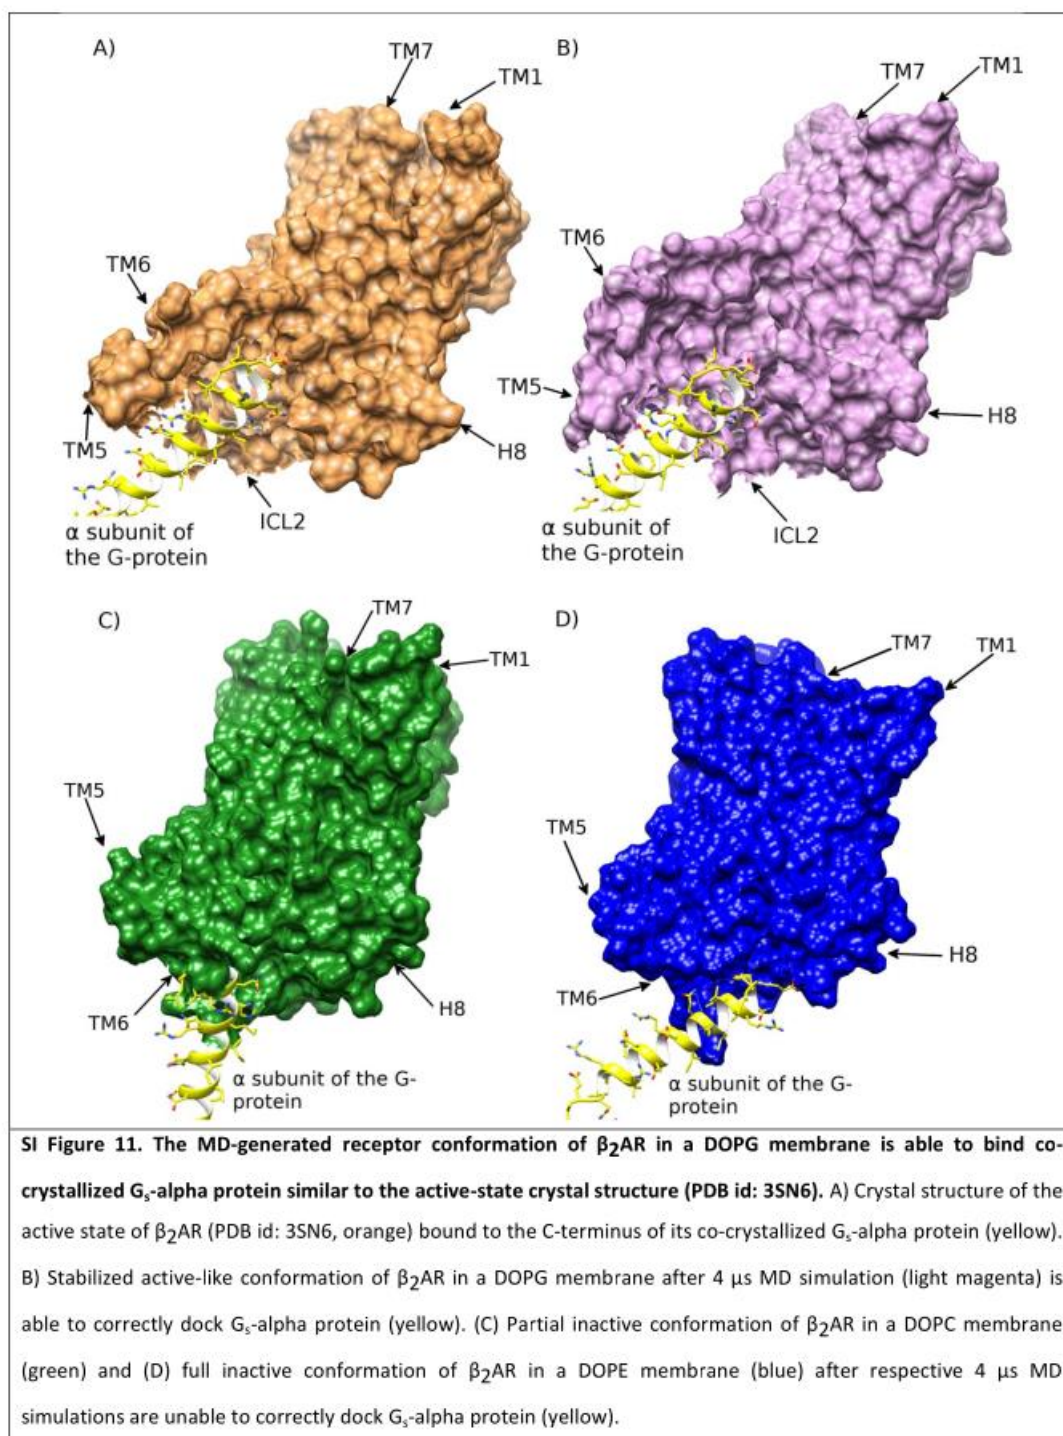 A)
TM7
TM1
TM6
TM5
H8
ICL2
α subunit of
the G-protein
B)
TM7
TM1
TM6
TM5
H8
ICL2
α subunit of
the G-protein
C)
TM7
TM1
TM5
TM6
H8
α subunit of the G-
protein
D)
TM7
TM1
TM5
H8
TM6
α subunit of the G-
protein
SI Figure 11. The MD-generated receptor conformation of β2AR in a DOPG membrane is able to bind co-
crystallized Gs-alpha protein similar to the active-state crystal structure (PDB id: 3SN6). A) Crystal structure of the
active state of β2AR (PDB id: 3SN6, orange) bound to the C-terminus of its co-crystallized Gs-alpha protein (yellow).
B) Stabilized active-like conformation of β2AR in a DOPG membrane after 4 μs MD simulation (light magenta) is
able to correctly dock Gs-alpha protein (yellow). (C) Partial inactive conformation of β2AR in a DOPC membrane
(green) and (D) full inactive conformation of β2AR in a DOPE membrane (blue) after respective 4 μs MD
simulations are unable to correctly dock Gs-alpha protein (yellow).